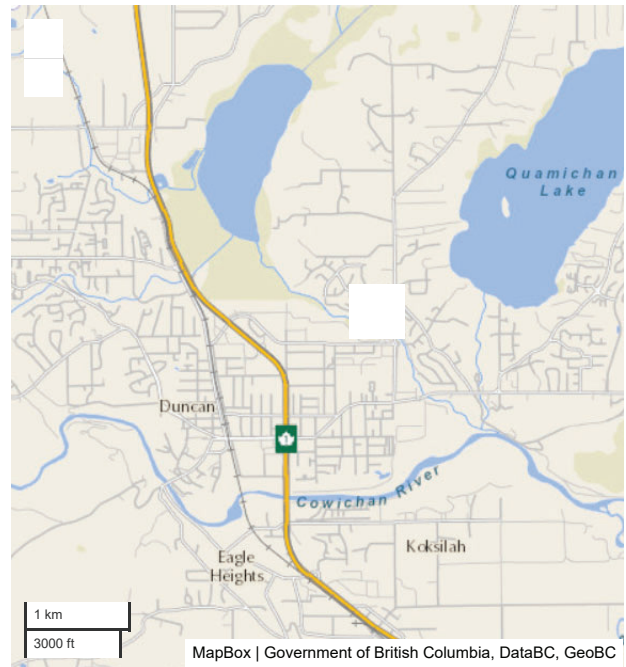 Quamichan
Lake
Duncan
1
Cowichan River
Eagle
Heights
Koksilah
1 km
3000 ft
MapBox | Government of British Columbia, DataBC, GeoBC